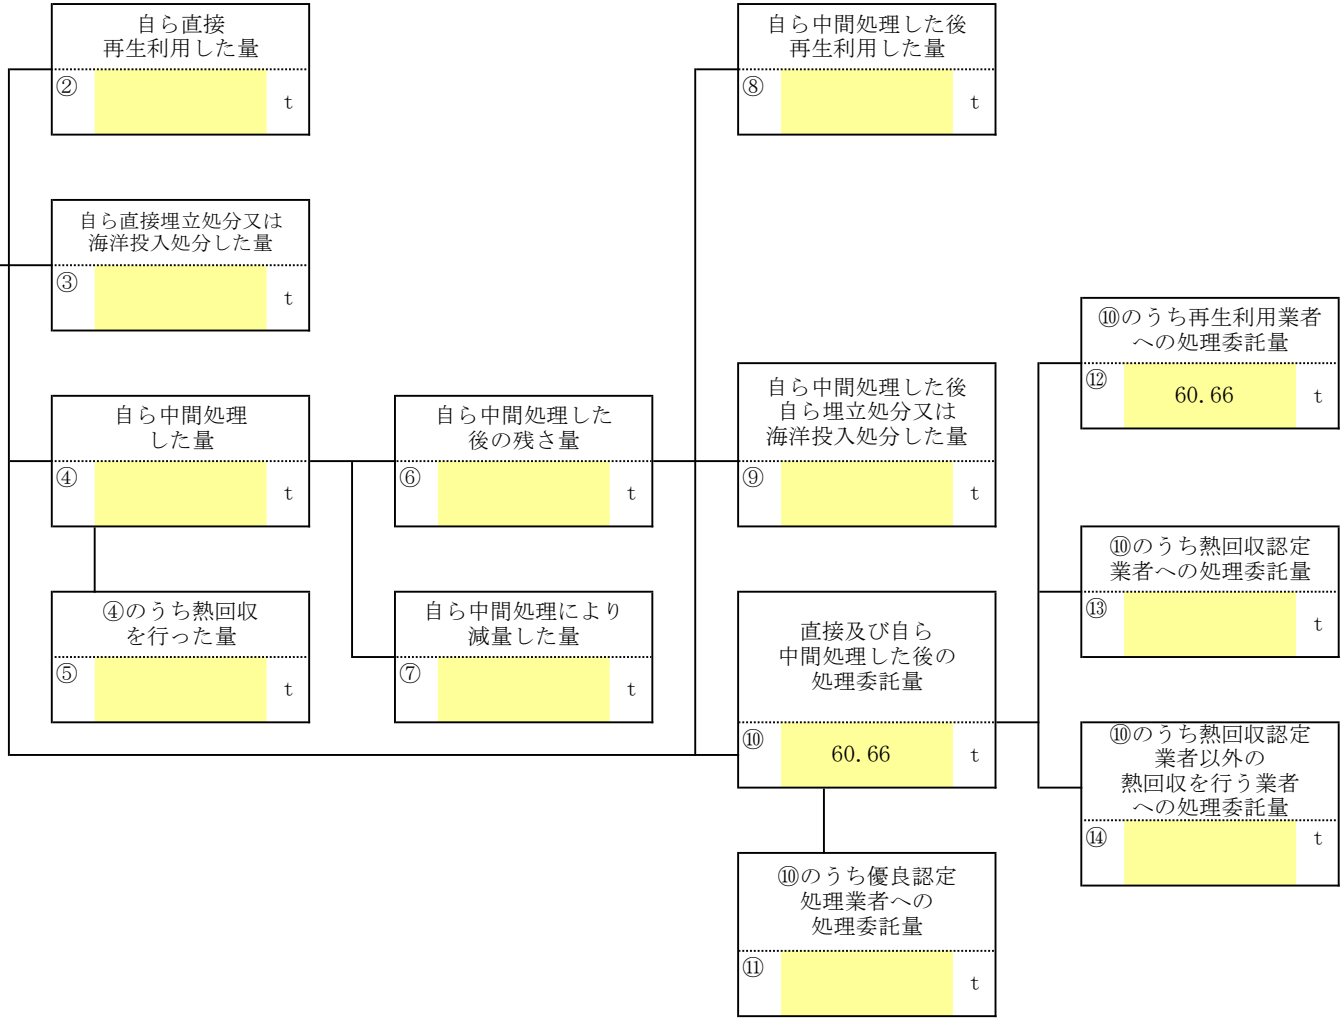 自ら直接
再生利用した量
②
t
自ら中間処理した後
再生利用した量
⑧
t
自ら直接埋立処分又は
海洋投入処分した量
③
t
⑩のうち再生利用業者
への処理委託量
⑫
60.66
t
自ら中間処理
した量
④
t
自ら中間処理した
後の残さ量
⑥
t
自ら中間処理した後
自ら埋立処分又は
海洋投入処分した量
⑨
t
⑩のうち熱回収認定
業者への処理委託量
⑬
t
④のうち熱回収
を行った量
⑤
t
自ら中間処理により
減量した量
⑦
t
直接及び自ら
中間処理した後の
処理委託量
⑩
60.66
t
⑩のうち熱回収認定
業者以外の
熱回収を行う業者
への処理委託量
⑭
t
⑩のうち優良認定
処理業者への
処理委託量
⑪
t